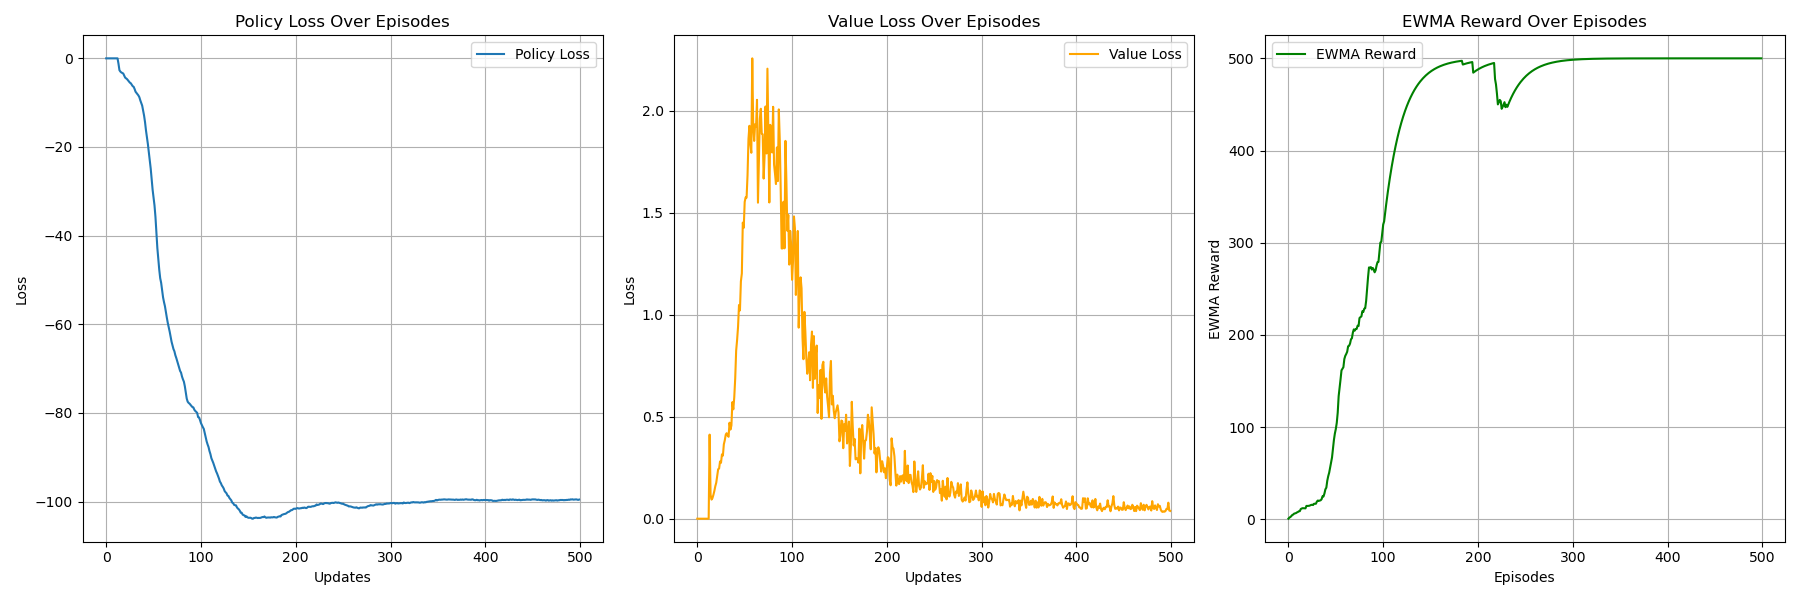 Policy Loss Over Episodes
Policy Loss
0
−20
−40
−60
−80
−100
Loss
0
100
200
300
400
500
Updates
Value Loss Over Episodes
Value Loss
2.0
1.5
1.0
0.5
0.0
Loss
0
100
200
300
400
500
Updates
EWMA Reward Over Episodes
EWMA Reward
500
400
300
200
100
0
EWMA Reward
0
100
200
300
400
500
Episodes